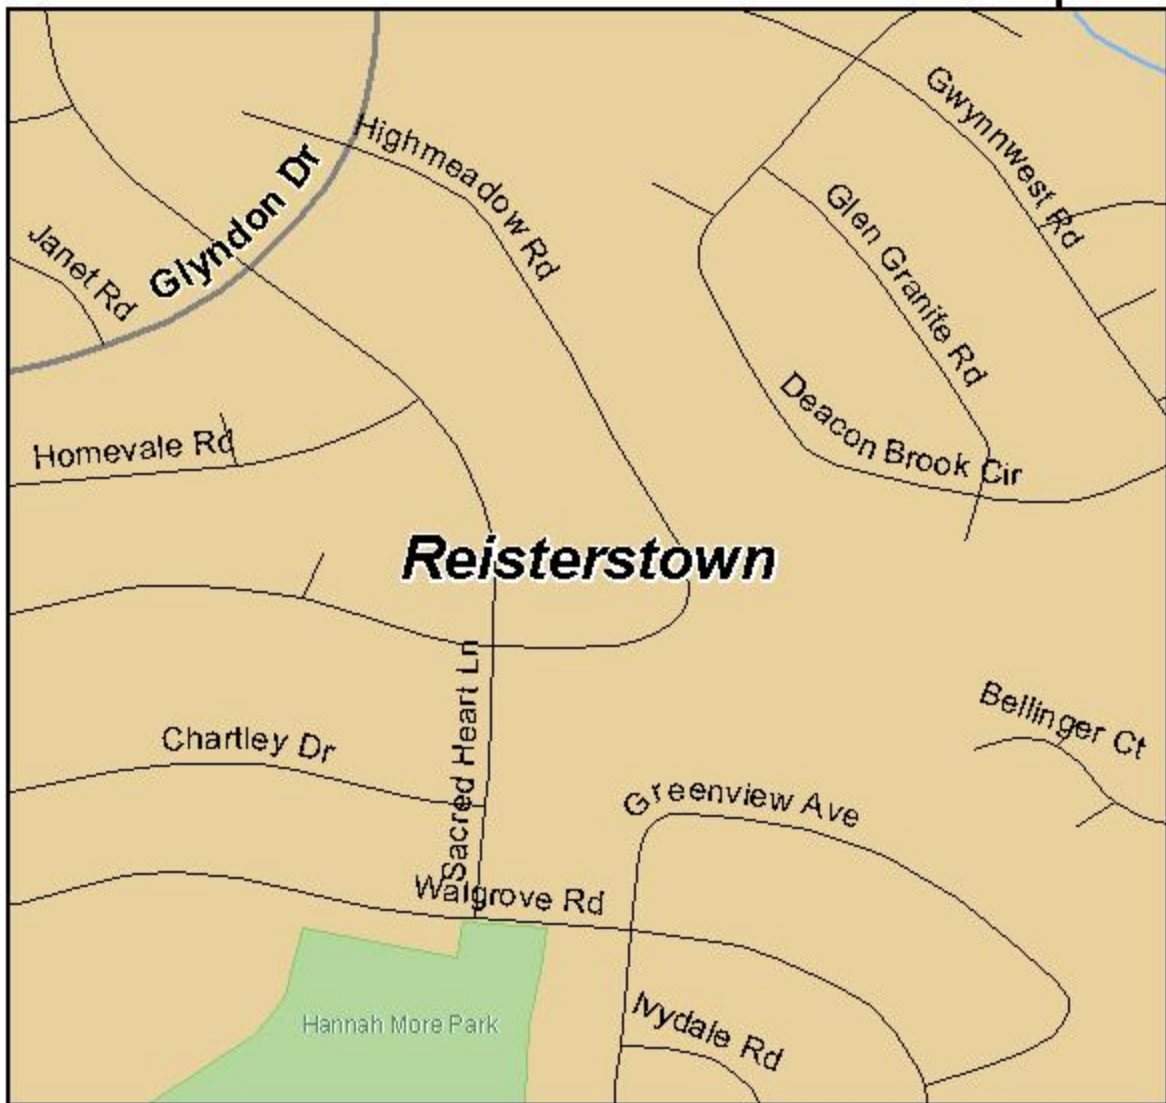 Gwynnwest Rd
Highmeadow Rd
Glyndon Dr
Glen Granite Rd
Janet Rd
Deacon Brook Cir
Homevale Rd
Reisterstown
Sacred Heart Ln
Bellinger Ct
Chartley Dr
Greenview Ave
Walgrove Rd
Ivydale Rd
Hannah More Park